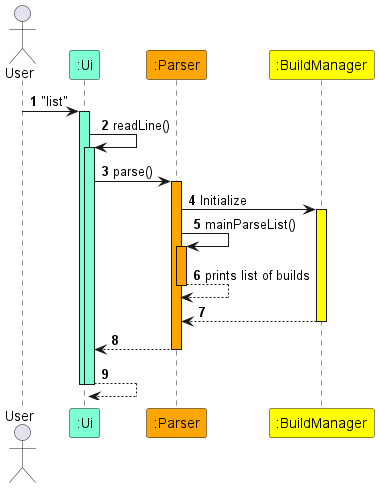 User
:Ui
:Parser
:BuildManager
1 "list"
2 readLine()
3 parse()
4 Initialize
5 mainParseList()
6 prints list of builds
7
8
9
User
:Ui
:Parser
:BuildManager